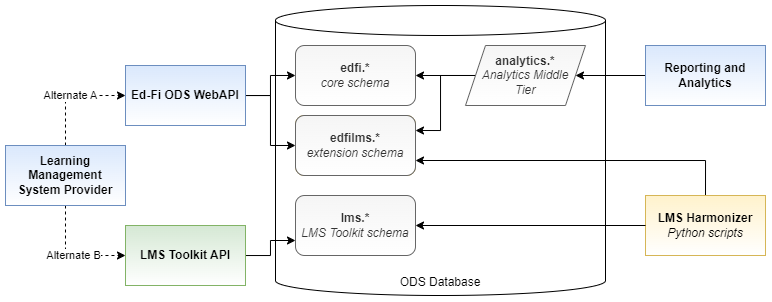 edfi.*
core schema
analytics.*
Analytics Middle
Tier
Reporting and
Analytics
Alternate A
Ed-Fi ODS WebAPI
edfilms.*
extension schema
Learning
Management
System Provider
lms.*
LMS Toolkit schema
LMS Harmonizer
Python scripts
Alternate B
LMS Toolkit API
ODS Database